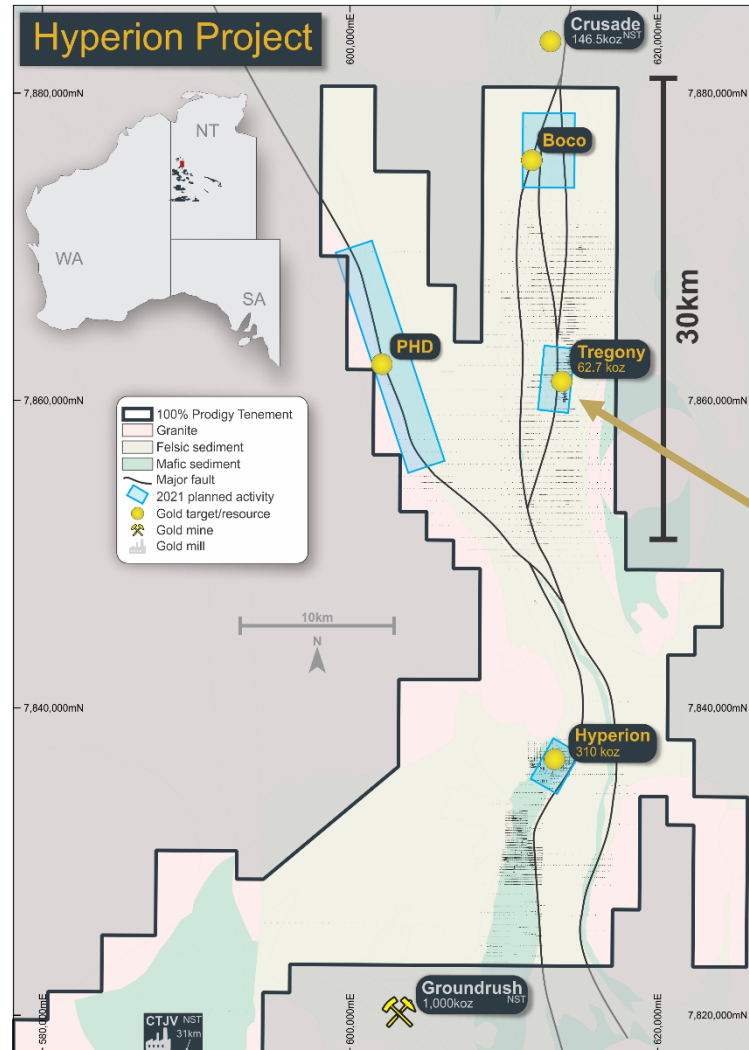 Hyperion Project
600,000mE
620,000mE
Crusade
146.5koz NST
7,880,000mN
7,880,000mN
NT
WA
SA
Boco
30km
PHD
Tregony
62.7 koz
7,860,000mN
7,860,000mN
100% Prodigy Tenement
Granite
Felsic sediment
Mafic sediment
Major fault
2021 planned activity
Gold target/resource
Gold mine
Gold mill
10km
N
7,840,000mN
7,840,000mN
Hyperion
310 koz
Groundrush
1,000koz NST
CTJV NST
31km
580,000mE
600,000mE
620,000mE
7,820,000mN